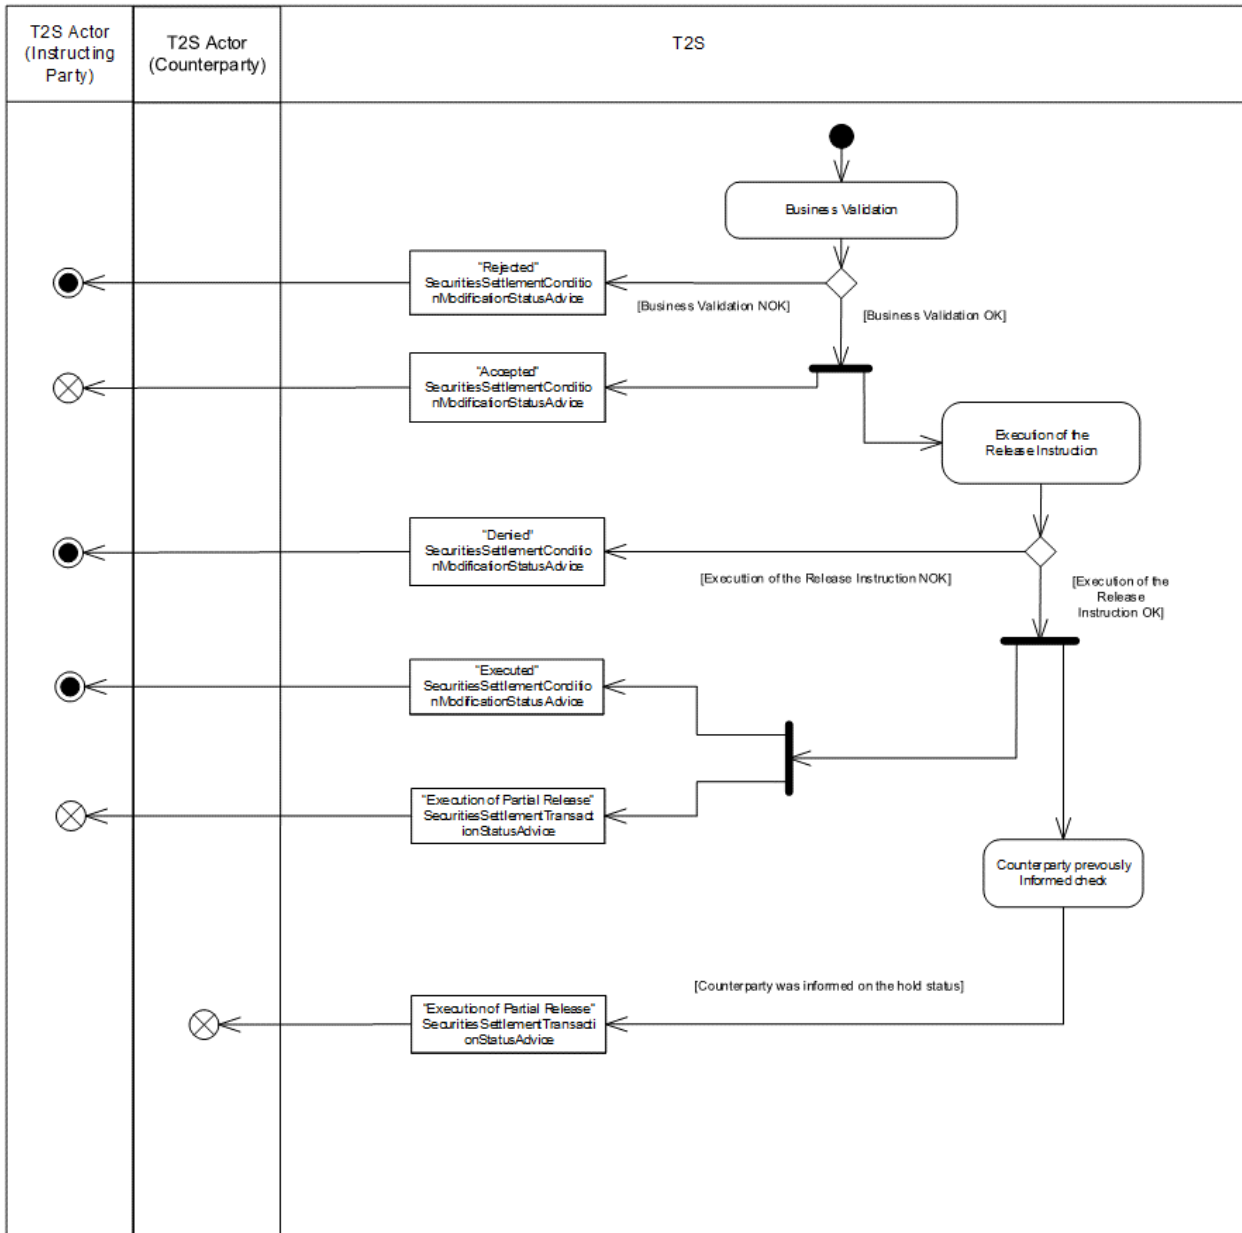 T2S Actor
(Instructing
Party)
T2S Actor
(Counterparty)
T2S
Business Validation
"Rejected"
SecuritiesSettlementConditio
nModificationStatusAdvice
[Business Validation NOK]
[Business Validation OK]
"Accepted"
SecuritiesSettlementConditio
nModificationStatusAdvice
Execution of the
Release Instruction
"Denied"
SecuritiesSettlementConditio
nModificationStatusAdvice
[Executtion of the Release Instruction NOK]
[Execution of the
Release
Instruction OK]
"Executed"
SecuritiesSettlementConditio
nModificationStatusAdvice
"Execution of Partial Release"
SecuritiesSettlementTransact
ionStatusAdvice
Counterparty prevously
Informed check
[Counterparty was informed on the hold status]
"Execution of Partial Release"
SecuritiesSettlementTransacti
onStatusAdvice